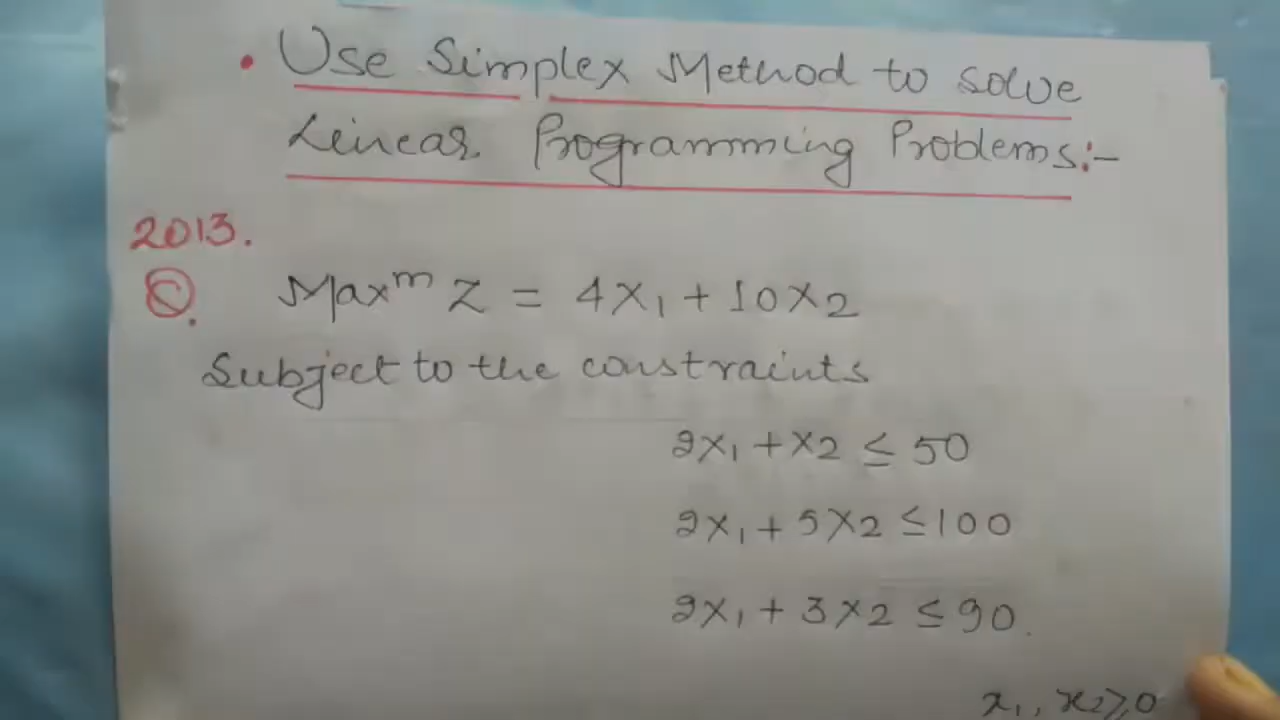 • Use Simplex Method to solve
Linear Programming Problems:-
2013.
Q. Maxᵐ Z = 4x₁ + 10x₂
Subject to the constraints
2x₁ + x₂ ≤ 50
2x₁ + 5x₂ ≤ 100
2x₁ + 3x₂ ≤ 90.
x₁, x₂ ≥ 0